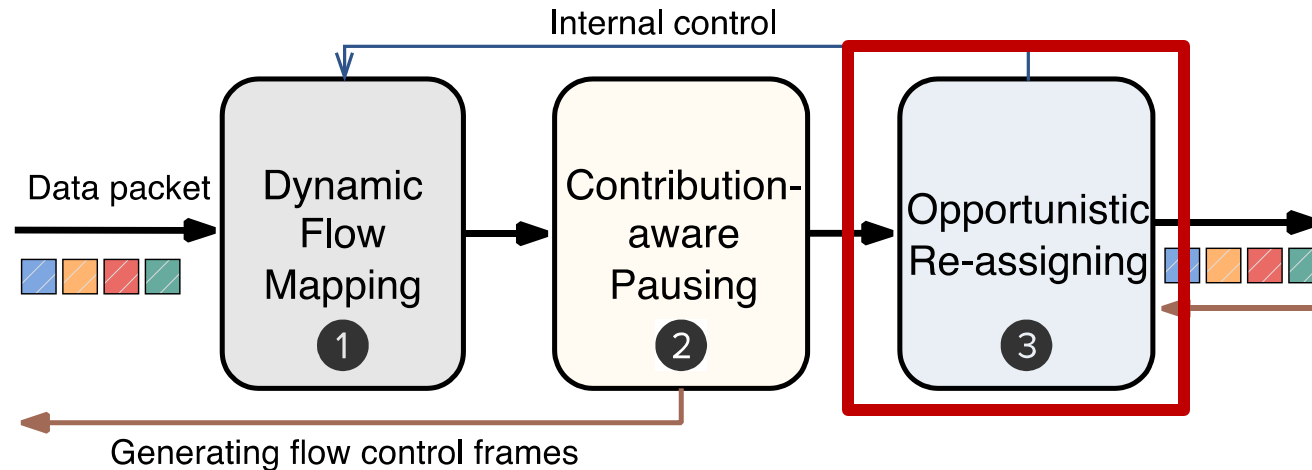 Internal control
Data packet
Dynamic
Flow
Mapping
1
Contribution-
aware
Pausing
2
Opportunistic
Re-assigning
3
Generating flow control frames